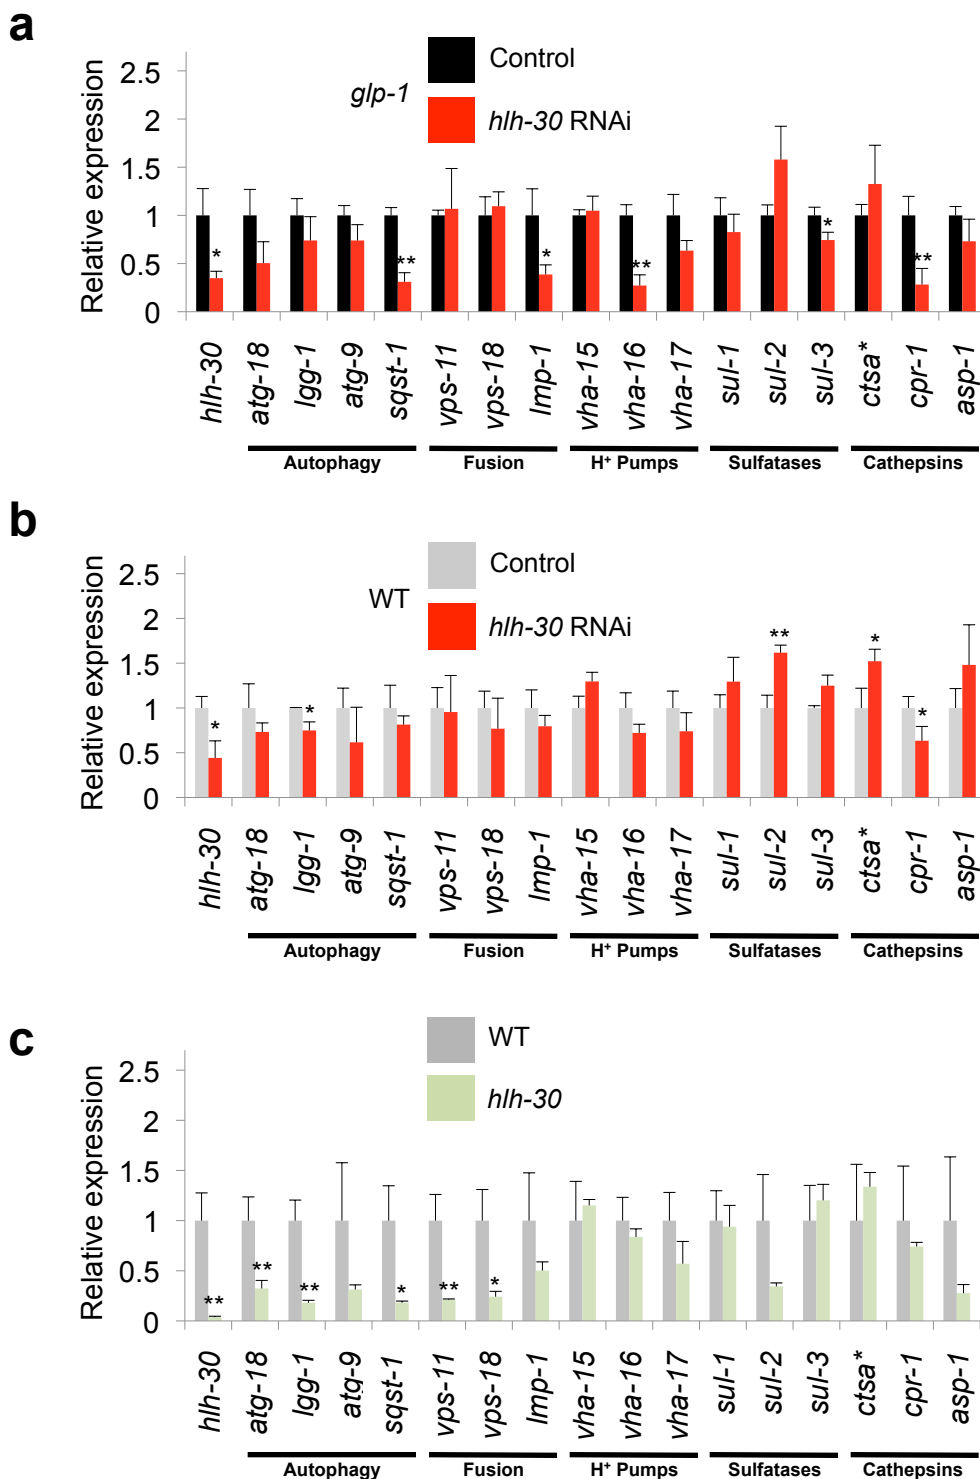 a
Control
glp-1
hlh-30 RNAi
Relative expression
2.5
2
1.5
1
0.5
0
*
**
*
**
*
**
hlh-30
atg-18
lgg-1
atg-9
sqst-1
vps-11
vps-18
lmp-1
vha-15
vha-16
vha-17
sul-1
sul-2
sul-3
ctsa*
cpr-1
asp-1
Autophagy
Fusion
H⁺ Pumps
Sulfatases
Cathepsins
b
Control
WT
hlh-30 RNAi
Relative expression
2.5
2
1.5
1
0.5
0
*
*
**
*
*
hlh-30
atg-18
lgg-1
atg-9
sqst-1
vps-11
vps-18
lmp-1
vha-15
vha-16
vha-17
sul-1
sul-2
sul-3
ctsa*
cpr-1
asp-1
Autophagy
Fusion
H⁺ Pumps
Sulfatases
Cathepsins
c
WT
hlh-30
Relative expression
2.5
2
1.5
1
0.5
0
**
**
**
*
**
*
hlh-30
atg-18
lgg-1
atg-9
sqst-1
vps-11
vps-18
lmp-1
vha-15
vha-16
vha-17
sul-1
sul-2
sul-3
ctsa*
cpr-1
asp-1
Autophagy
Fusion
H⁺ Pumps
Sulfatases
Cathepsins